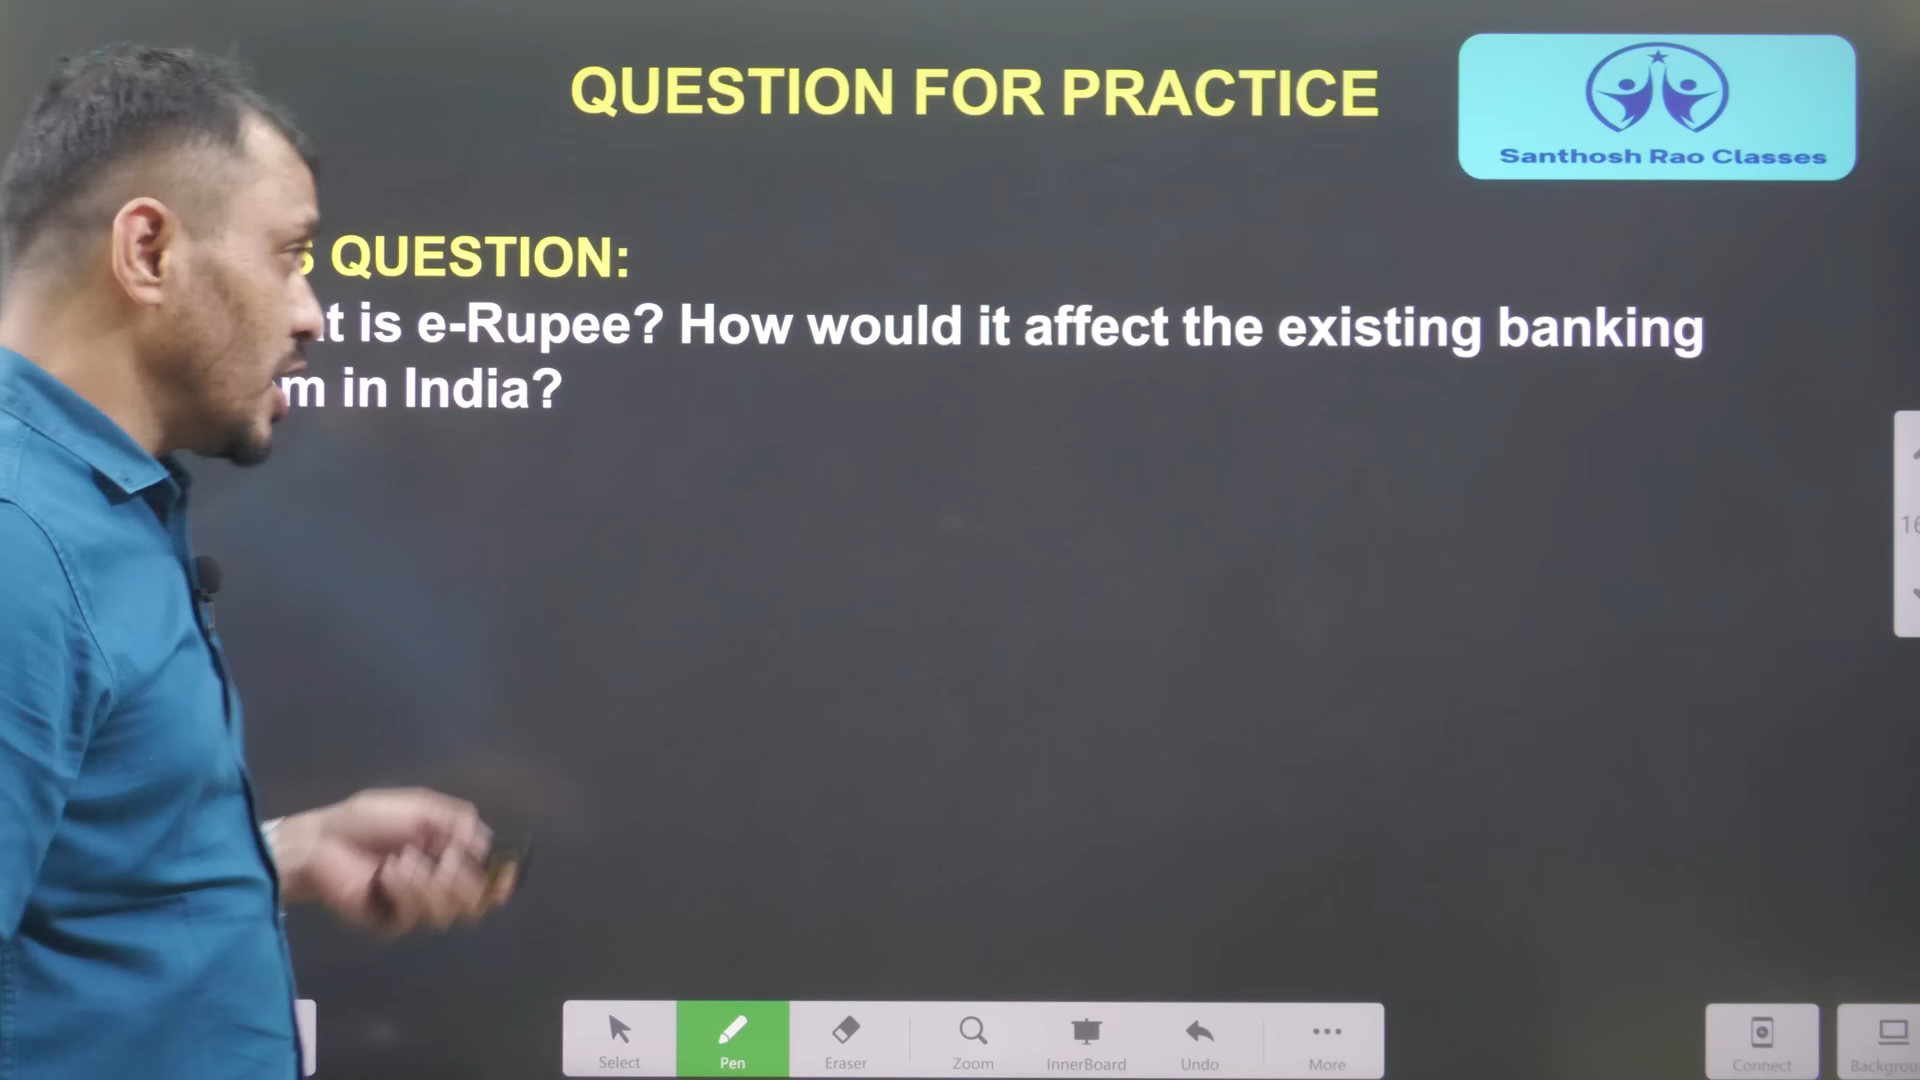 QUESTION FOR PRACTICE
Santhosh Rao Classes
QUESTION:
is e-Rupee? How would it affect the existing banking
in India?
16
Select
Pen
Eraser
Zoom
InnerBoard
Undo
More
Connect